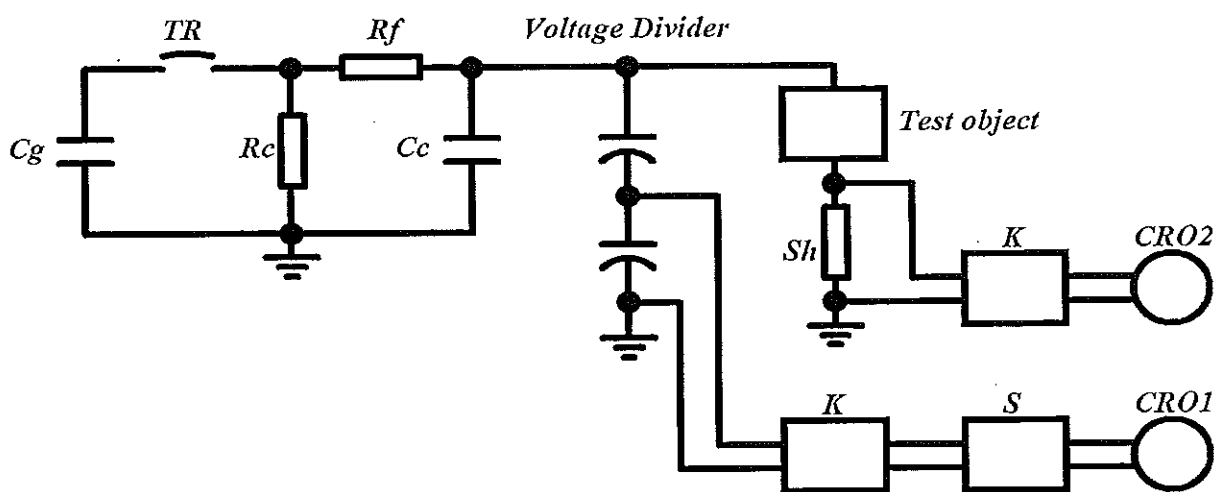 TR
Rf
Voltage Divider
Cg
Rc
Cc
Test object
Sh
K
CRO2
K
S
CRO1